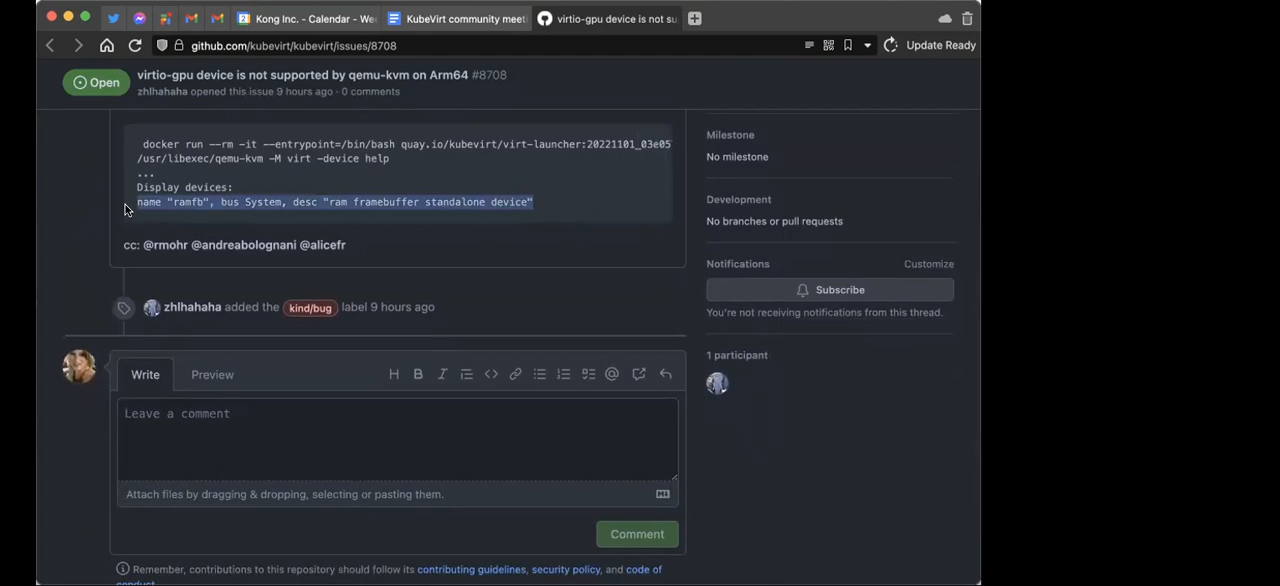 Kong Inc. - Calendar - We
KubeVirt community meeti
virtio-gpu device is not su
github.com/kubevirt/kubevirt/issues/8708
Update Ready
Open
virtio-gpu device is not supported by qemu-kvm on Arm64 #8708
zhlhahaha opened this issue 9 hours ago · 0 comments
docker run --rm -it --entrypoint=/bin/bash quay.io/kubevirt/virt-launcher:20221101_03e05
/usr/libexec/qemu-kvm -M virt -device help
...
Display devices:
name "ramfb", bus System, desc "ram framebuffer standalone device"
cc: @rmohr @andreabolognani @alicefr
zhlhahaha added the kind/bug label 9 hours ago
Write
Preview
Leave a comment
Attach files by dragging & dropping, selecting or pasting them.
Comment
Remember, contributions to this repository should follow its contributing guidelines, security policy, and code of
conduct.
Milestone
No milestone
Development
No branches or pull requests
Notifications
Customize
Subscribe
You're not receiving notifications from this thread.
1 participant